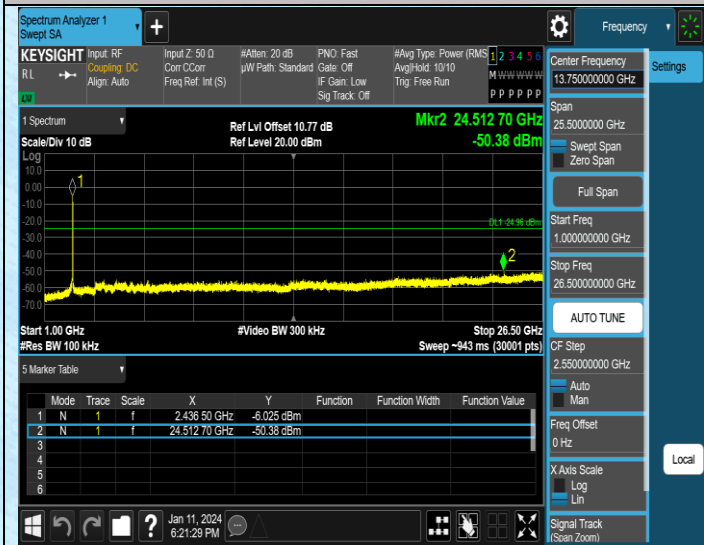 Spectrum Analyzer 1
Swept SA
Frequency
KEYSIGHT
RL
LXI
Input: RF
Coupling: DC
Align: Auto
Input Z: 50 Ω
Corr CCorr
Freq Ref: Int (S)
#Atten: 20 dB
µW Path: Standard
PNO: Fast
Gate: Off
IF Gain: Low
Sig Track: Off
#Avg Type: Power (RMS
Avg|Hold: 10/10
Trig: Free Run
1 2 3 4 5 6
M W W W W W
P P P P P P
Settings
Center Frequency
13.750000000 GHz
Span
25.5000000 GHz
Swept Span
Zero Span
Full Span
Start Freq
1.000000000 GHz
Stop Freq
26.500000000 GHz
AUTO TUNE
CF Step
2.550000000 GHz
Auto
Man
Freq Offset
0 Hz
X Axis Scale
Log
Lin
Signal Track
(Span Zoom)
Local
1 Spectrum
Scale/Div 10 dB
Ref Lvl Offset 10.77 dB
Ref Level 20.00 dBm
Mkr2 24.512 70 GHz
-50.38 dBm
Log
10.0
0.00
-10.0
-20.0
-30.0
-40.0
-50.0
-60.0
-70.0
1
DL1 -24.96 dBm
2
Start 1.00 GHz
#Video BW 300 kHz
Stop 26.50 GHz
#Res BW 100 kHz
Sweep ~943 ms (30001 pts)
5 Marker Table
Mode Trace Scale X Y Function Function Width Function Value
1 N 1 f 2.436 50 GHz -6.025 dBm
2 N 1 f 24.512 70 GHz -50.38 dBm
3
4
5
6
?
Jan 11, 2024
6:21:29 PM